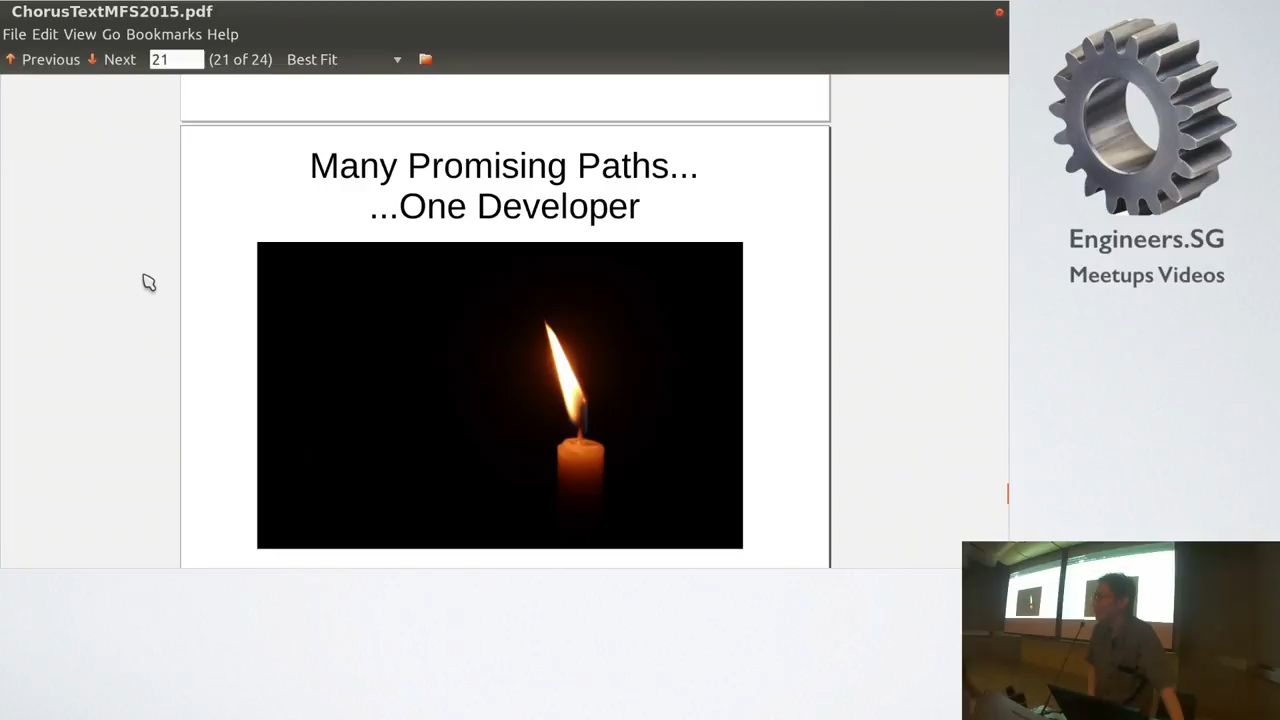 ChorusTextMFS2015.pdf
File Edit View Go Bookmarks Help
Previous Next 21 (21 of 24) Best Fit
Many Promising Paths...
...One Developer
Engineers.SG
Meetups Videos